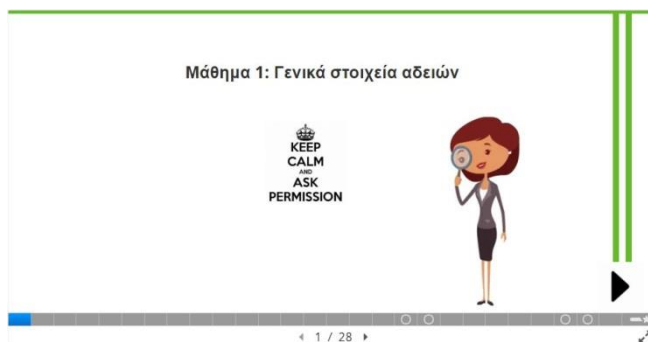 Μάθημα 1: Γενικά στοιχεία αδειών
KEEP
CALM
AND
ASK
PERMISSION
1 / 28